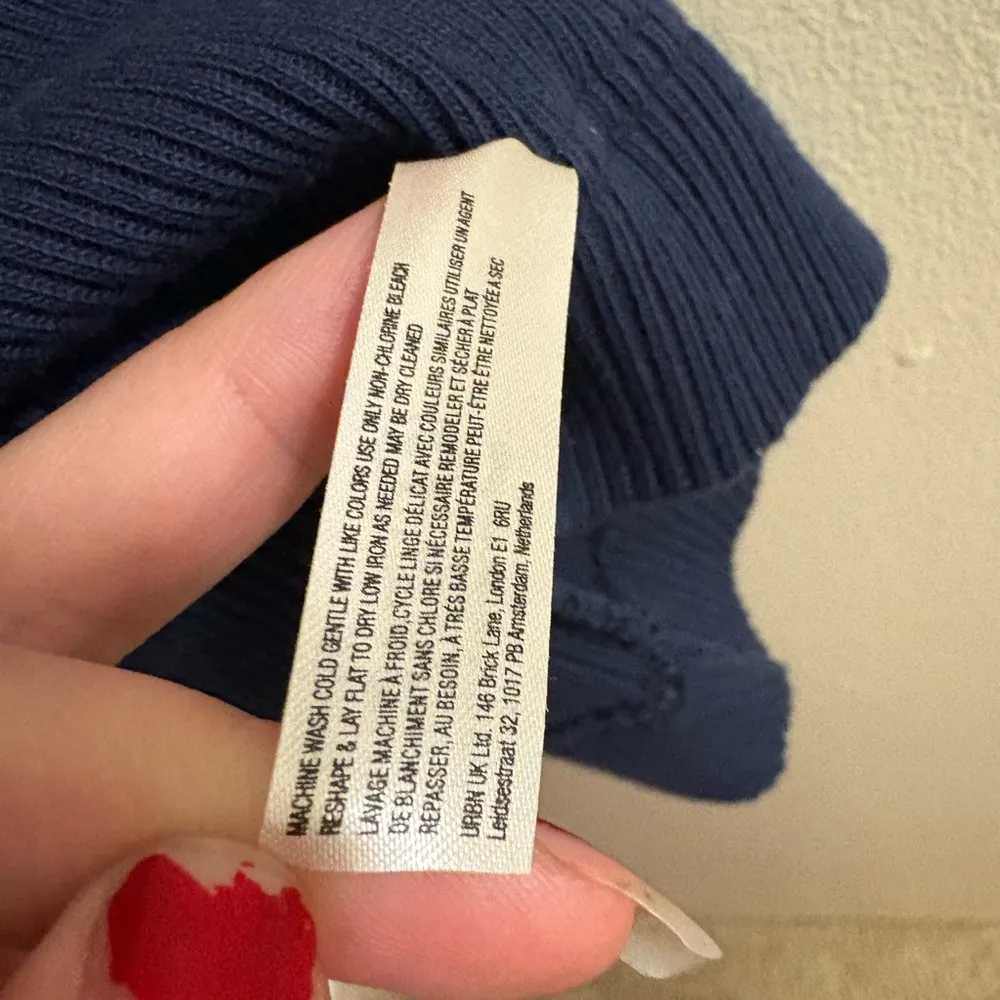 MACHINE WASH COLD GENTLE WITH LIKE COLORS USE ONLY NON-CHLORINE BLEACH
RESHAPE & LAY FLAT TO DRY LOW IRON AS NEEDED MAY BE DRY CLEANED
LAVAGE MACHINE À FROID,CYCLE LINGE DÉLICAT AVEC COULEURS SIMILAIRES UTILISER UN AGENT
DE BLANCHIMENT SANS CHLORE SI NÉCESSAIRE REMODELER ET SÉCHER À PLAT
REPASSER, AU BESOIN, À TRÈS BASSE TEMPÉRATURE PEUT-ÊTRE ÊTRE NETTOYÉE A SEC
URBN UK Ltd, 146 Brick Lane, London E1 6RU
Leidsestraat 32, 1017 PB Amsterdam, Netherlands